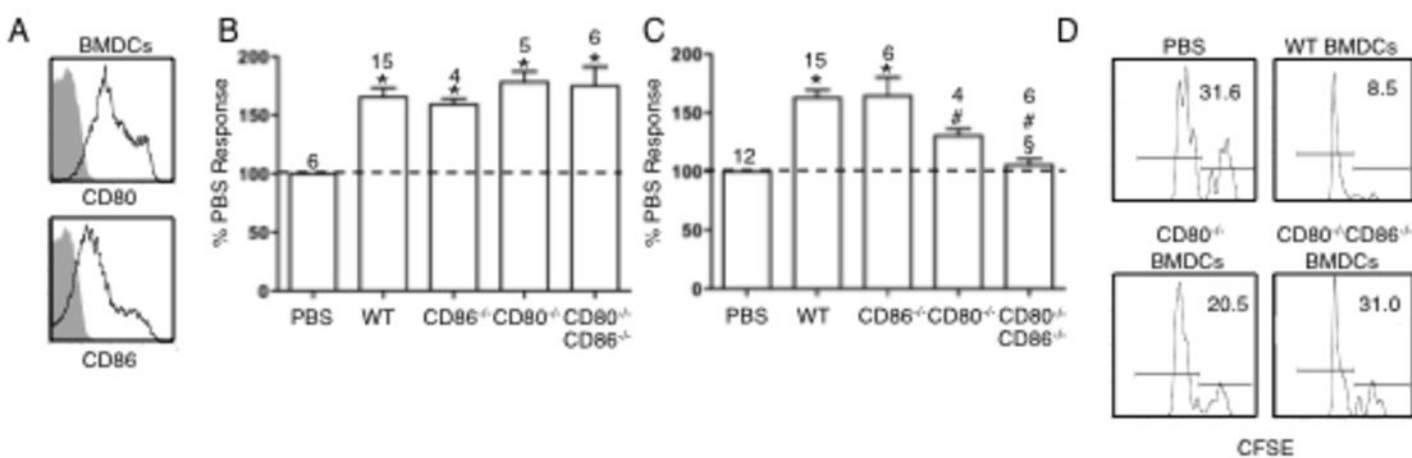 A
BMDCs
CD80
CD86
B
% PBS Response
200
150
100
50
0
6
15
*
4
*
5
*
6
*
PBS WT CD86-/- CD80-/- CD80-/-
CD86-/-
C
% PBS Response
200
150
100
50
0
12
15
*
6
*
4
#
6
#
§
PBS WT CD86-/- CD80-/- CD80-/-
CD86-/-
D
PBS WT BMDCs
31.6 8.5
CD80-/- CD80-/-CD86-/-
BMDCs BMDCs
20.5 31.0
CFSE